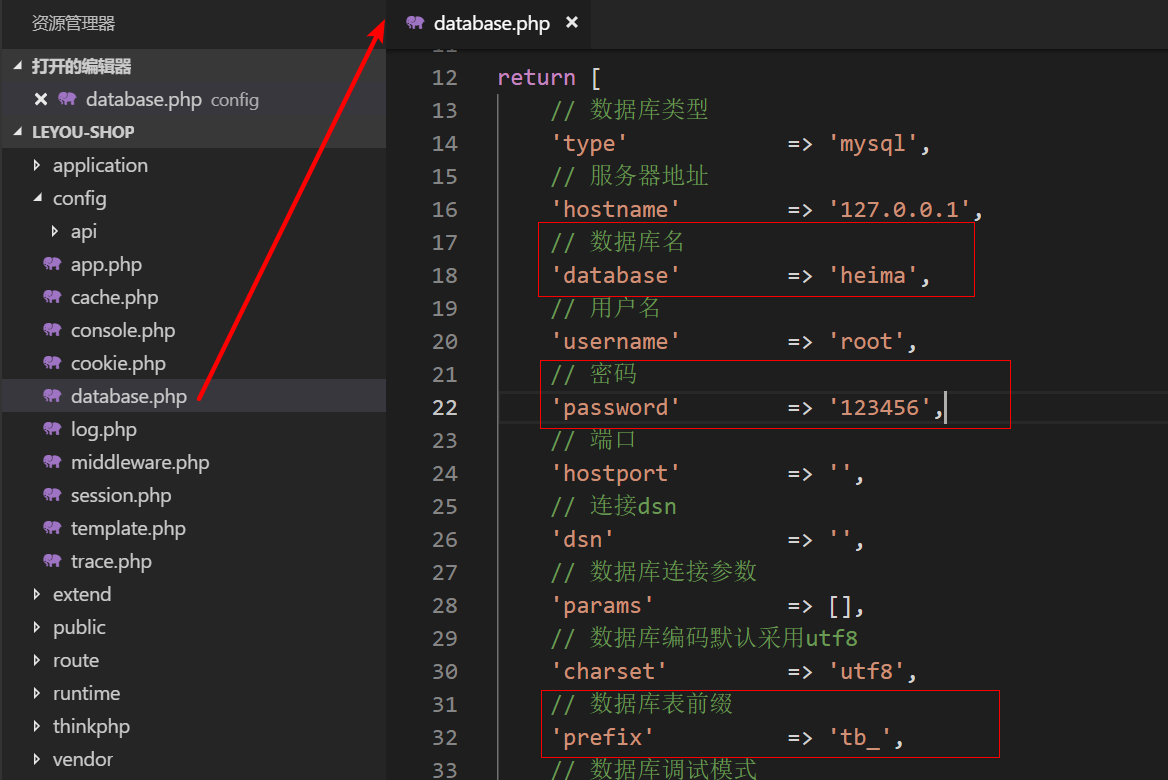 资源管理器
打开的编辑器
database.php config
LEYOU-SHOP
application
config
api
app.php
cache.php
console.php
cookie.php
database.php
log.php
middleware.php
session.php
template.php
trace.php
extend
public
route
runtime
thinkphp
vendor
database.php
12 return [
13 // 数据库类型
14 'type' => 'mysql',
15 // 服务器地址
16 'hostname' => '127.0.0.1',
17 // 数据库名
18 'database' => 'heima',
19 // 用户名
20 'username' => 'root',
21 // 密码
22 'password' => '123456',
23 // 端口
24 'hostport' => '',
25 // 连接dsn
26 'dsn' => '',
27 // 数据库连接参数
28 'params' => [],
29 // 数据库编码默认采用utf8
30 'charset' => 'utf8',
31 // 数据库表前缀
32 'prefix' => 'tb_',
33 // 数据库调试模式